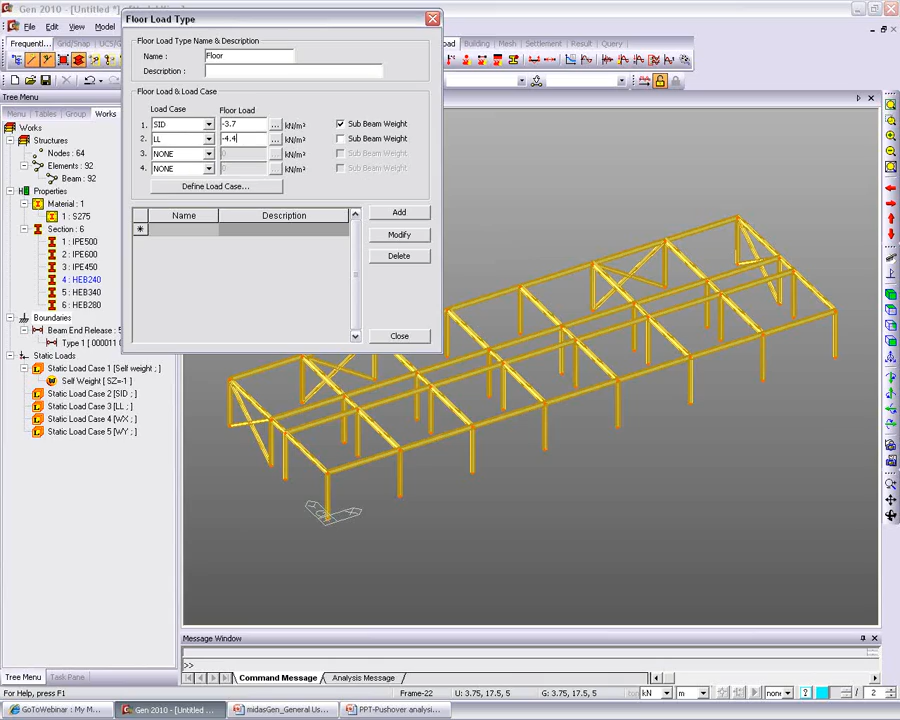 Gen 2010 - [Untitled *]
File
Edit
View
Model
Frequentl...
Grid/Snap
UCS/G
Load
Building
Mesh
Settlement
Result
Query
Tree Menu
Menu
Tables
Group
Works
Works
Structures
Nodes: 64
Elements: 92
Beam : 92
Properties
Material : 1
1 : S275
Section : 6
1 : IPE500
2 : IPE600
3 : IPE450
4 : HEB240
5 : HEB340
6 : HEB280
Boundaries
Beam End Release : 5
Type 1 [ 000011 0
Static Loads
Static Load Case 1 [Self weight ; ]
Self Weight [ SZ=-1 ]
Static Load Case 2 [SID ; ]
Static Load Case 3 [LL ; ]
Static Load Case 4 [WX ; ]
Static Load Case 5 [WY ; ]
Floor Load Type
Floor Load Type Name & Description
Name : Floor
Description :
Floor Load & Load Case
Load Case Floor Load
1. SID -3.7 ... kN/m² Sub Beam Weight
2. LL -4.4 ... kN/m² Sub Beam Weight
3. NONE 0 ... kN/m² Sub Beam Weight
4. NONE 0 ... kN/m² Sub Beam Weight
Define Load Case...
Name Description
Add
Modify
Delete
Close
Message Window
>>
Command Message
Analysis Message
Tree Menu
Task Pane
For Help, press F1
Frame-22
U: 3.75, 17.5, 5
G: 3.75, 17.5, 5
kN
m
non
?
/ 2
GoToWebinar : My M...
Gen 2010 - [Untitled ...
midasGen_General Us...
PPT-Pushover analysi...